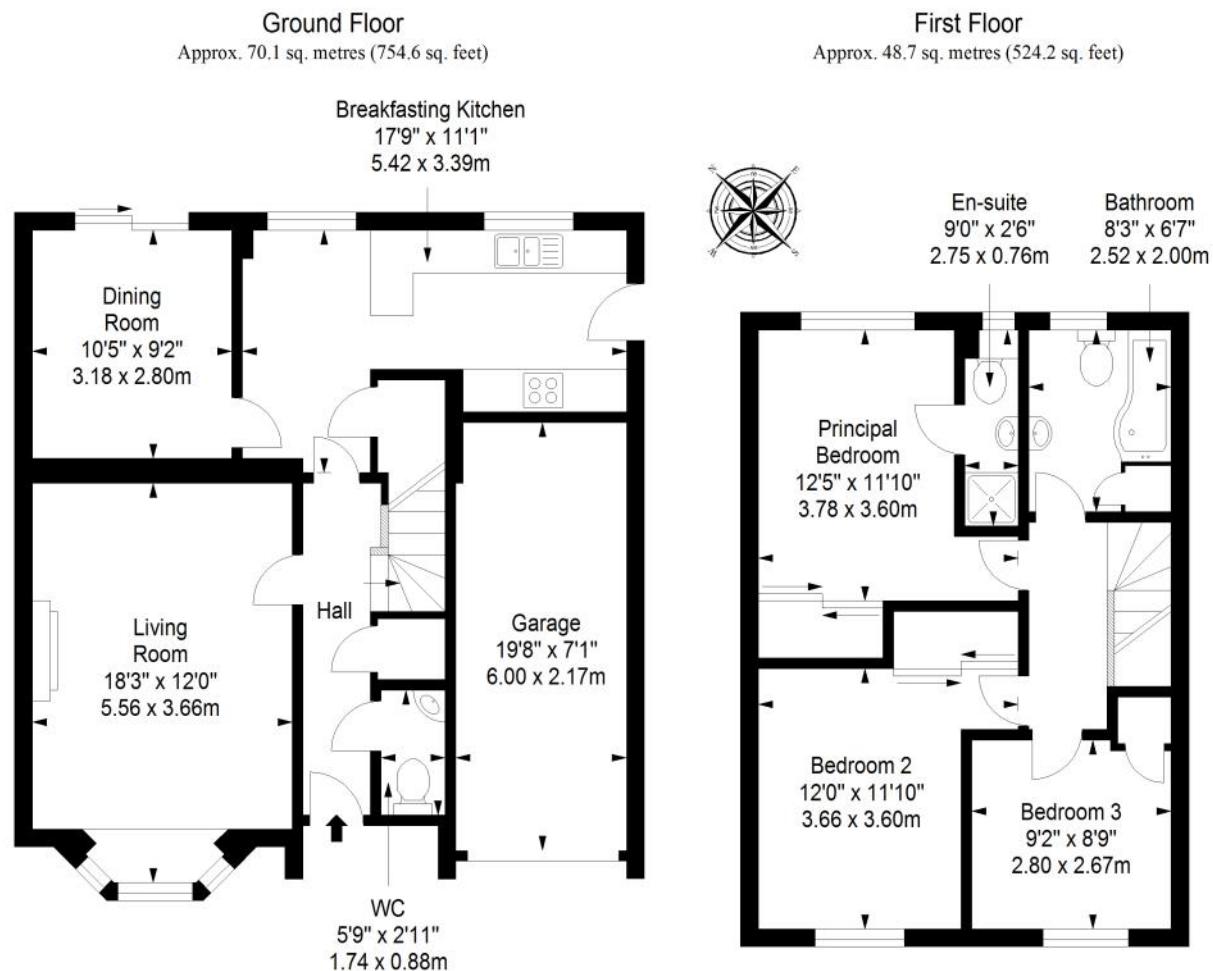 Ground Floor
Approx. 70.1 sq. metres (754.6 sq. feet)
First Floor
Approx. 48.7 sq. metres (524.2 sq. feet)
Breakfasting Kitchen
17'9" x 11'1"
5.42 x 3.39m
Dining
Room
10'5" x 9'2"
3.18 x 2.80m
Living
Room
18'3" x 12'0"
5.56 x 3.66m
Hall
Garage
19'8" x 7'1"
6.00 x 2.17m
WC
5'9" x 2'11"
1.74 x 0.88m
N
E
S
W
En-suite
9'0" x 2'6"
2.75 x 0.76m
Bathroom
8'3" x 6'7"
2.52 x 2.00m
Principal
Bedroom
12'5" x 11'10"
3.78 x 3.60m
Bedroom 2
12'0" x 11'10"
3.66 x 3.60m
Bedroom 3
9'2" x 8'9"
2.80 x 2.67m